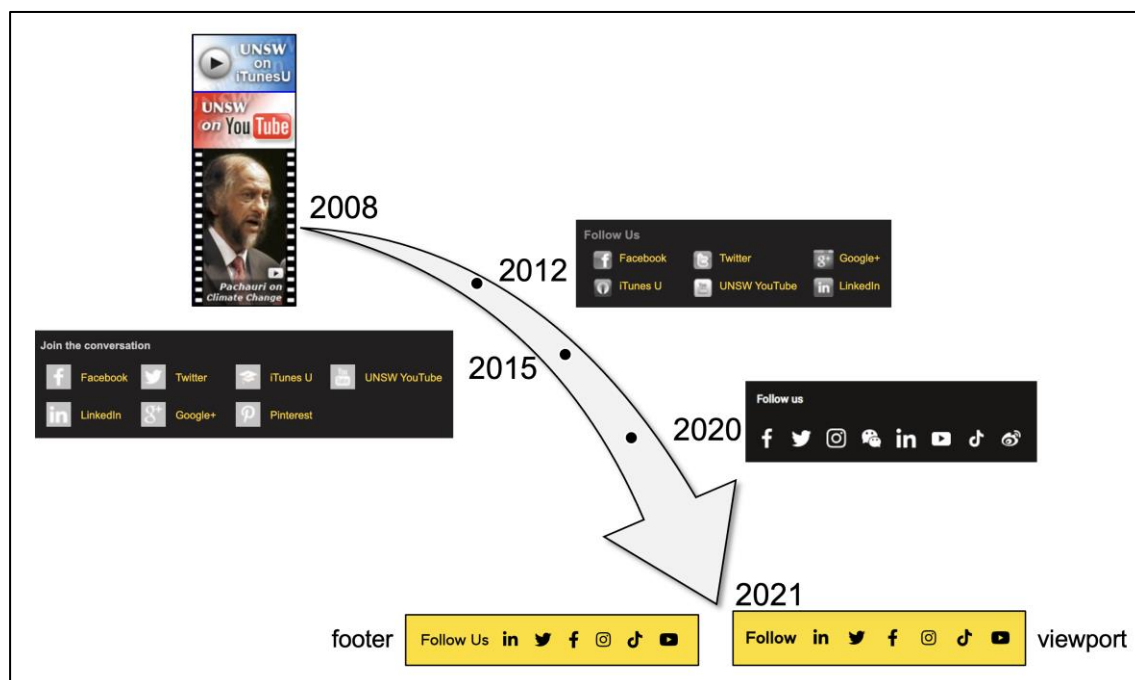 UNSW
on
iTunesU
UNSW
on YouTube
Pachauri on
Climate Change
2008
2012
Follow Us
Facebook Twitter Google+
iTunes U UNSW YouTube LinkedIn
2015
Join the conversation
Facebook Twitter iTunes U UNSW YouTube
LinkedIn Google+ Pinterest
2020
Follow us
2021
footer
Follow Us
Follow
viewport